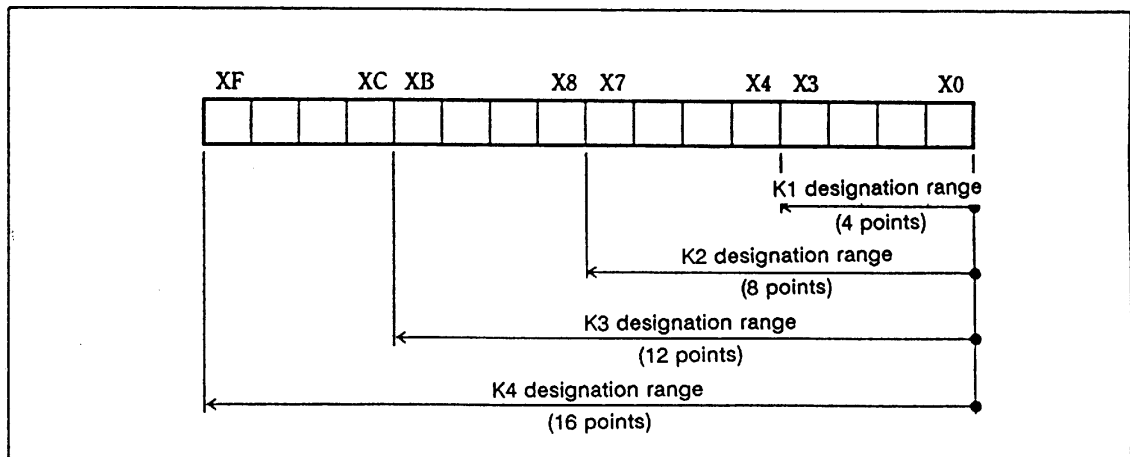 XF XC XB X8 X7 X4 X3 X0
K1 designation range
(4 points)
K2 designation range
(8 points)
K3 designation range
(12 points)
K4 designation range
(16 points)